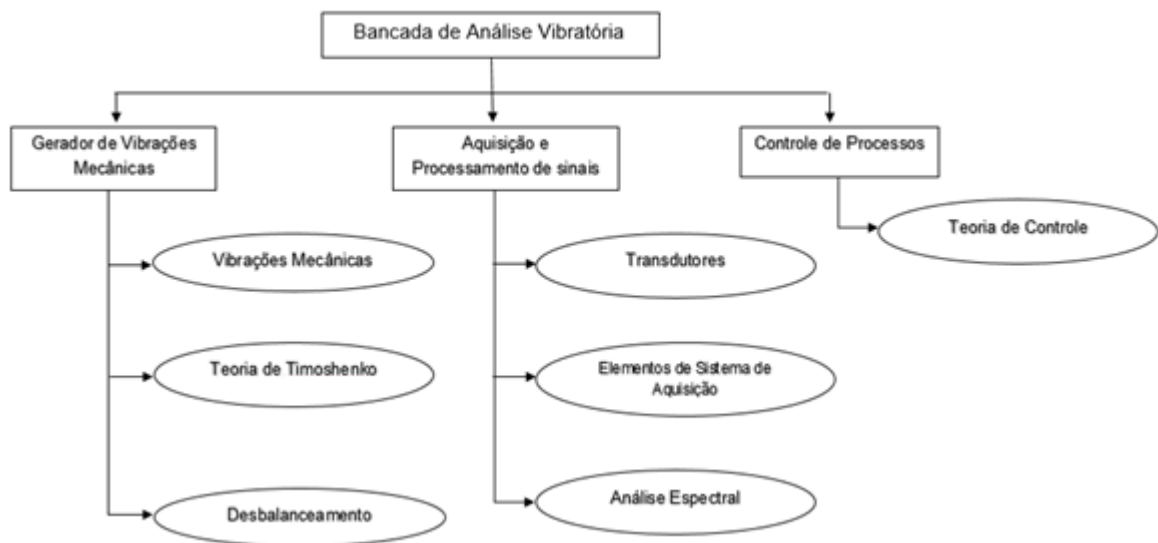 Bancada de Análise Vibratória
Gerador de Vibrações
Mecânicas
Aquisição e
Processamento de sinais
Controle de Processos
Vibrações Mecânicas
Teoria de Timoshenko
Desbalanceamento
Transdutores
Elementos de Sistema de
Aquisição
Análise Espectral
Teoria de Controle